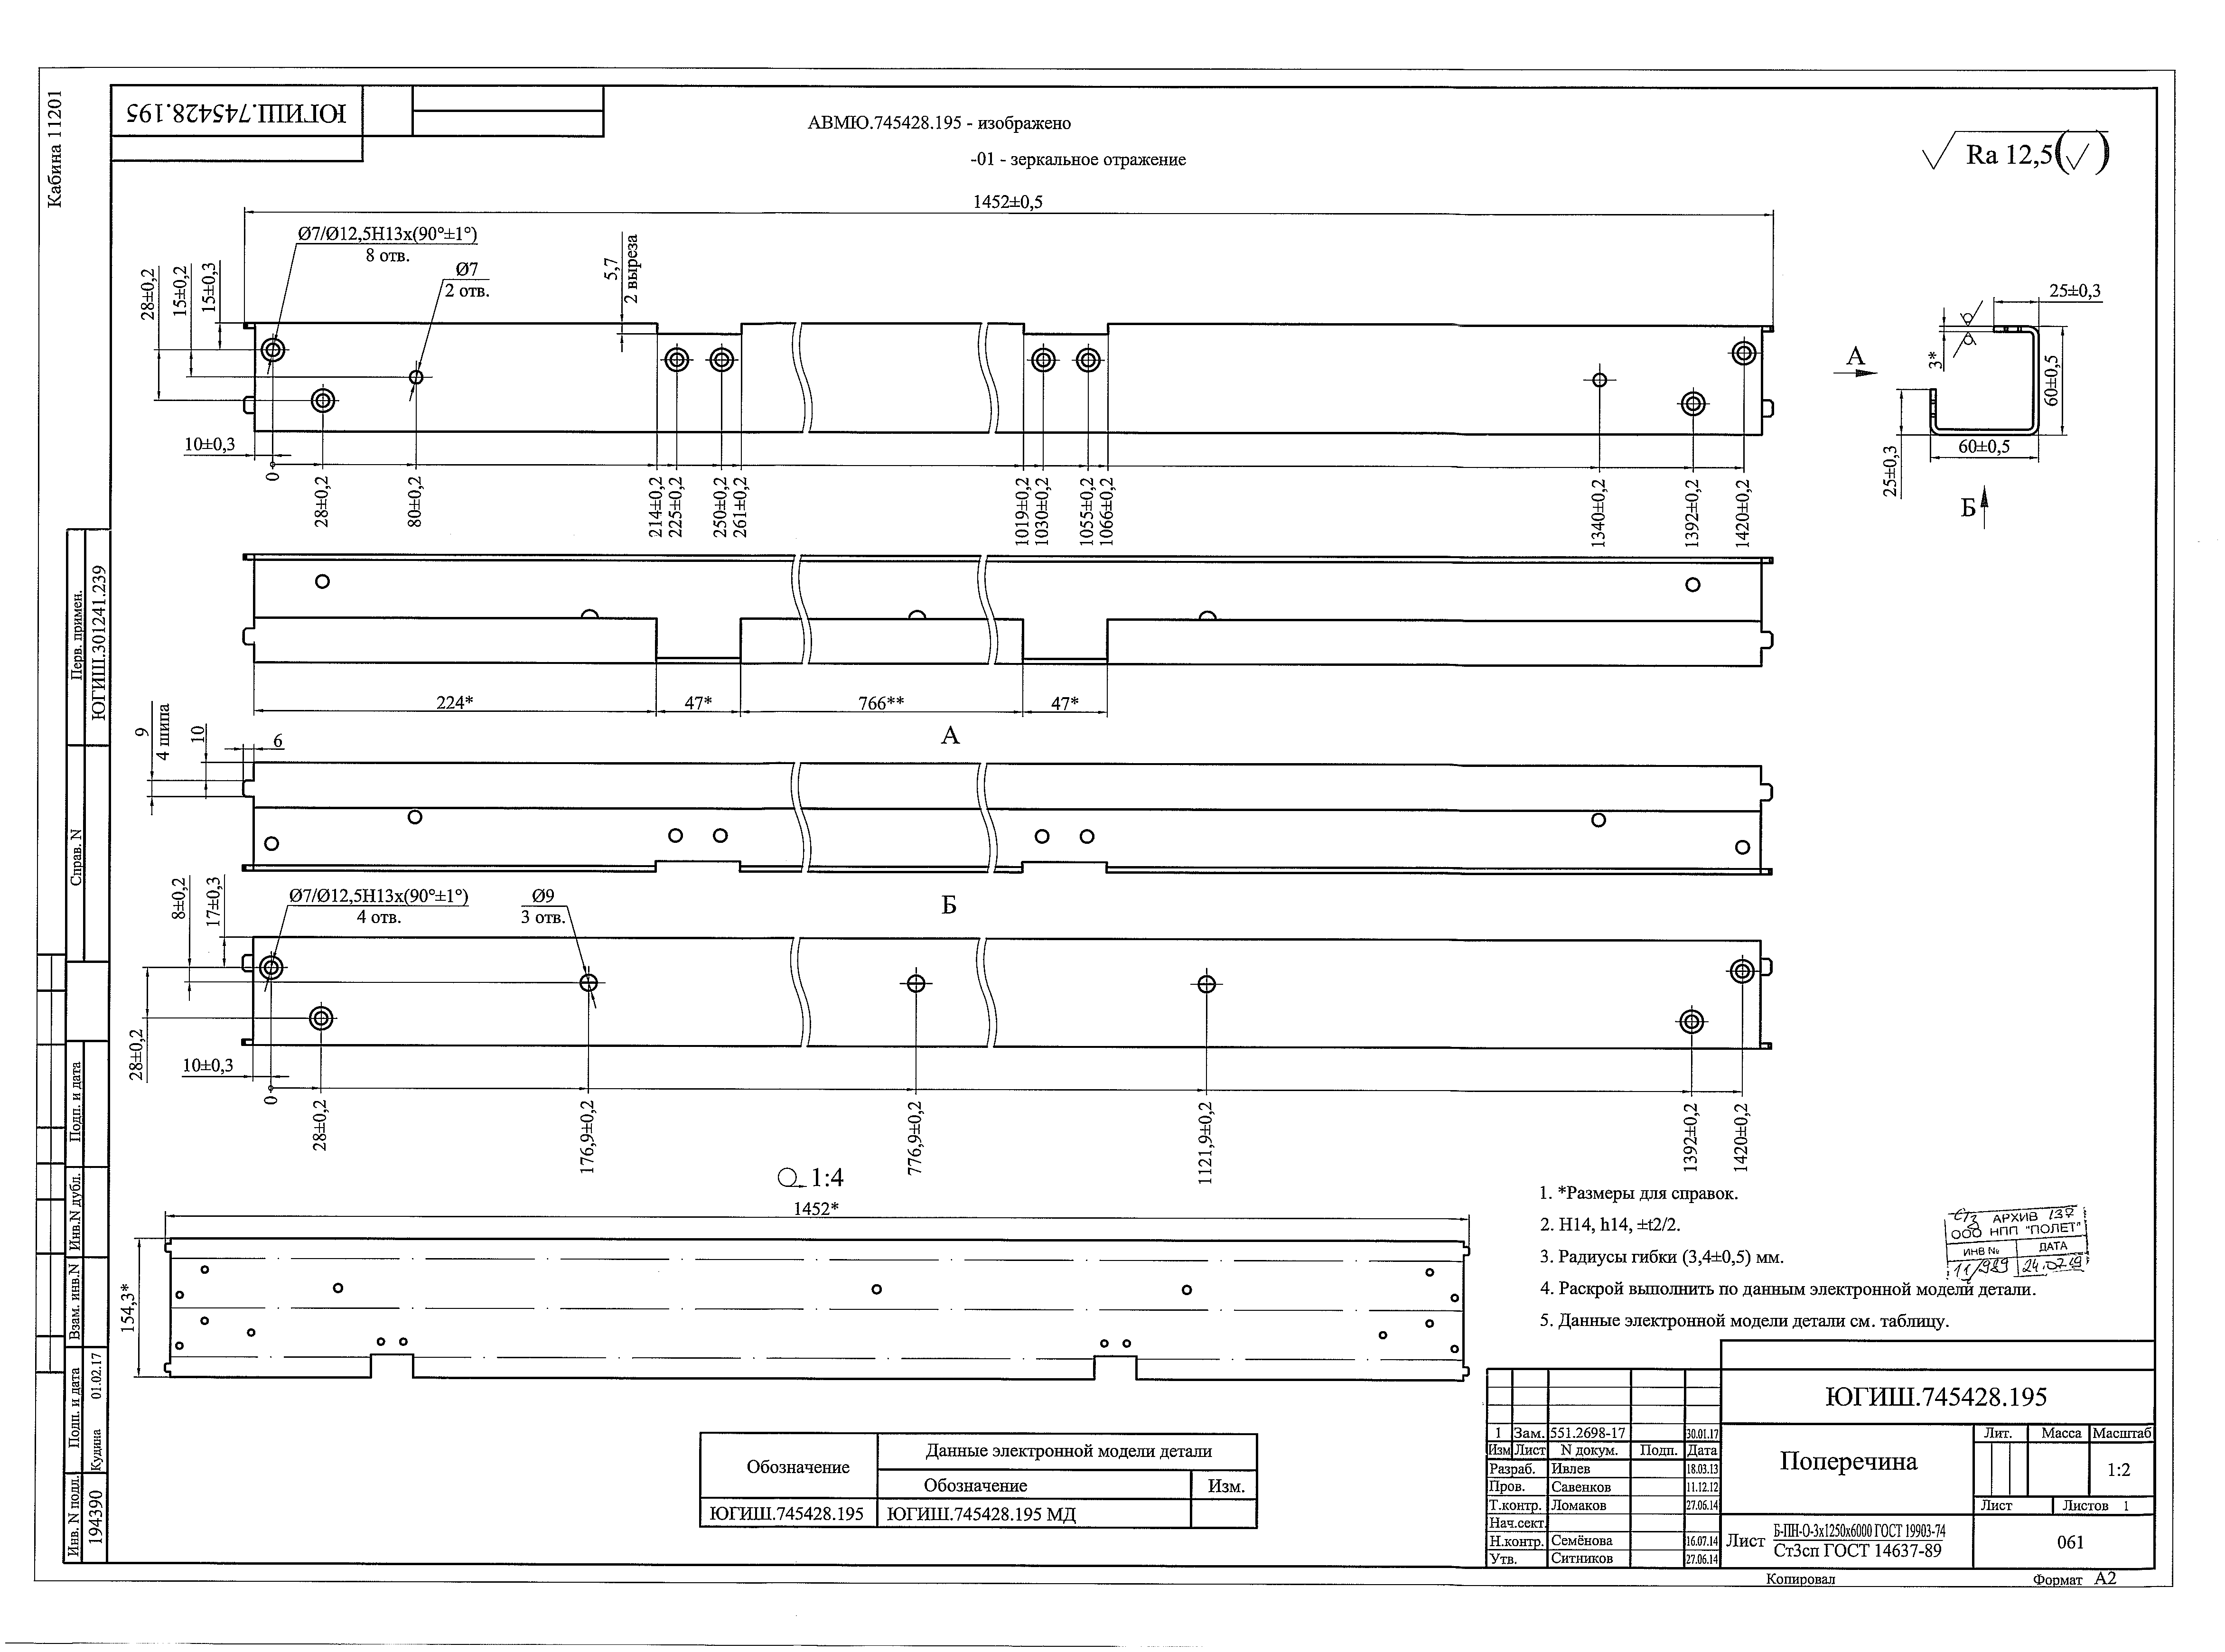 Кабина 11201
ЮГИШ.745428.195
АВМЮ.745428.195 - изображено
-01 - зеркальное отражение
Ra 12,5(✓)
1452±0,5
Ø7/Ø12,5H13x(90°±1°)
8 отв.
Ø7
2 отв.
28±0,2
15±0,2
15±0,3
5,7
2 выреза
10±0,3
0
28±0,2
80±0,2
214±0,2
225±0,2
250±0,2
261±0,2
1019±0,2
1030±0,2
1055±0,2
1066±0,2
1340±0,2
1392±0,2
1420±0,2
А
25±0,3
3*
60±0,5
60±0,5
25±0,3
Б
224*
47*
766**
47*
А
9
4 шипа
10
6
Б
8±0,2
17±0,3
Ø7/Ø12,5H13x(90°±1°)
4 отв.
Ø9
3 отв.
28±0,2
10±0,3
0
28±0,2
176,9±0,2
776,9±0,2
1121,9±0,2
1392±0,2
1420±0,2
1:4
1452*
154,3*
1. *Размеры для справок.
2. H14, h14, ±t2/2.
3. Радиусы гибки (3,4±0,5) мм.
4. Раскрой выполнить по данным электронной модели детали.
5. Данные электронной модели детали см. таблицу.
АРХИВ 137
ООО НПП "ПОЛЕТ"
ИНВ № ДАТА
11/989
Обозначение
Данные электронной модели детали
Обозначение Изм.
ЮГИШ.745428.195 ЮГИШ.745428.195 МД
ЮГИШ.745428.195
1 Зам. 551.2698-17 30.01.17
Изм Лист N докум. Подп. Дата
Разраб. Ивлев 18.03.13
Пров. Савенков 11.12.12
Т.контр. Ломаков 27.06.14
Нач.сект.
Н.контр. Семёнова 16.07.14
Утв. Ситников 27.06.14
Поперечина
Лит. Масса Масштаб
1:2
Лист Листов 1
Лист Б-ПН-О-3х1250х6000 ГОСТ 19903-74
Ст3сп ГОСТ 14637-89
061
Копировал Формат А2
Перв. примен.
ЮГИШ.301241.239
Справ. N
Подп. и дата
Инв.N дубл.
Взам. инв.N
Подп. и дата
Кудина 01.02.17
Инв. N подл.
194390